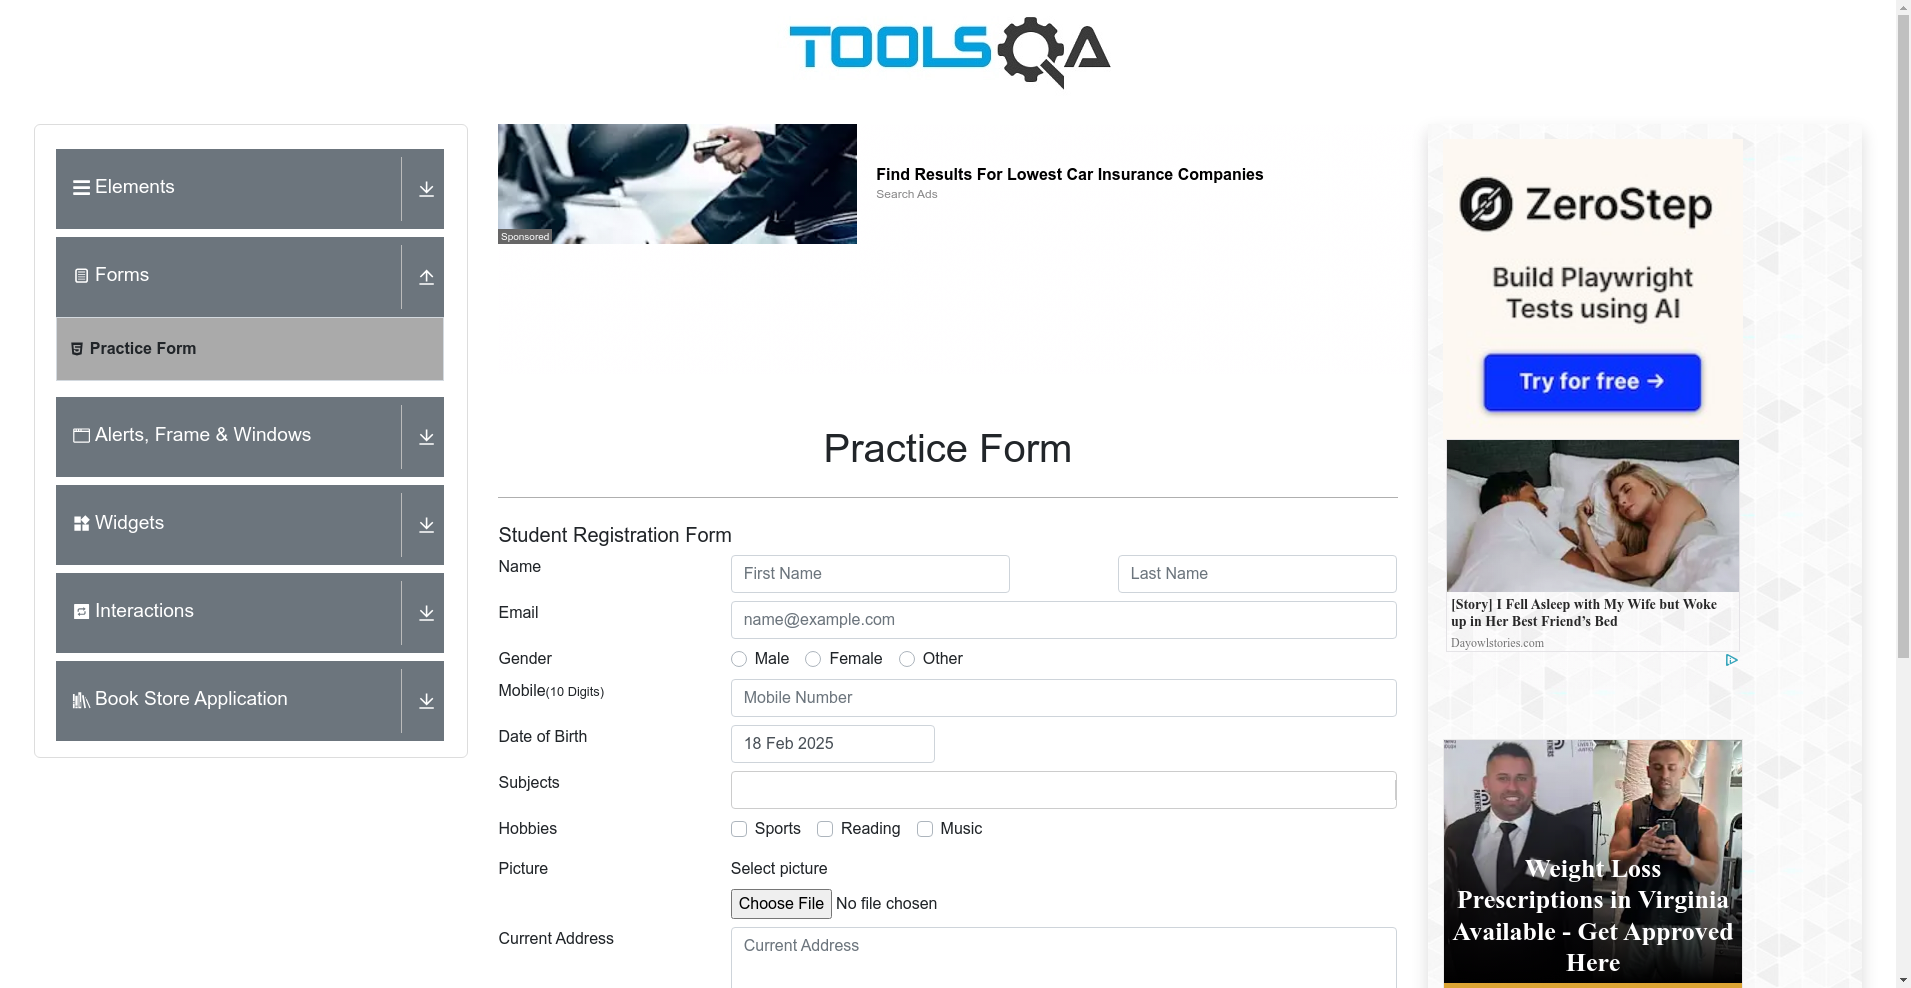 TOOLSQA
Elements
Forms
Practice Form
Alerts, Frame & Windows
Widgets
Interactions
Book Store Application
Sponsored
Find Results For Lowest Car Insurance Companies
Search Ads
Practice Form
Student Registration Form
Name
First Name
Last Name
Email
name@example.com
Gender
Male
Female
Other
Mobile(10 Digits)
Mobile Number
Date of Birth
18 Feb 2025
Subjects
Hobbies
Sports
Reading
Music
Picture
Select picture
Choose File No file chosen
Current Address
Current Address
ZeroStep
Build Playwright
Tests using AI
Try for free →
[Story] I Fell Asleep with My Wife but Woke
up in Her Best Friend’s Bed
Dayowlstories.com
Weight Loss
Prescriptions in Virginia
Available - Get Approved
Here